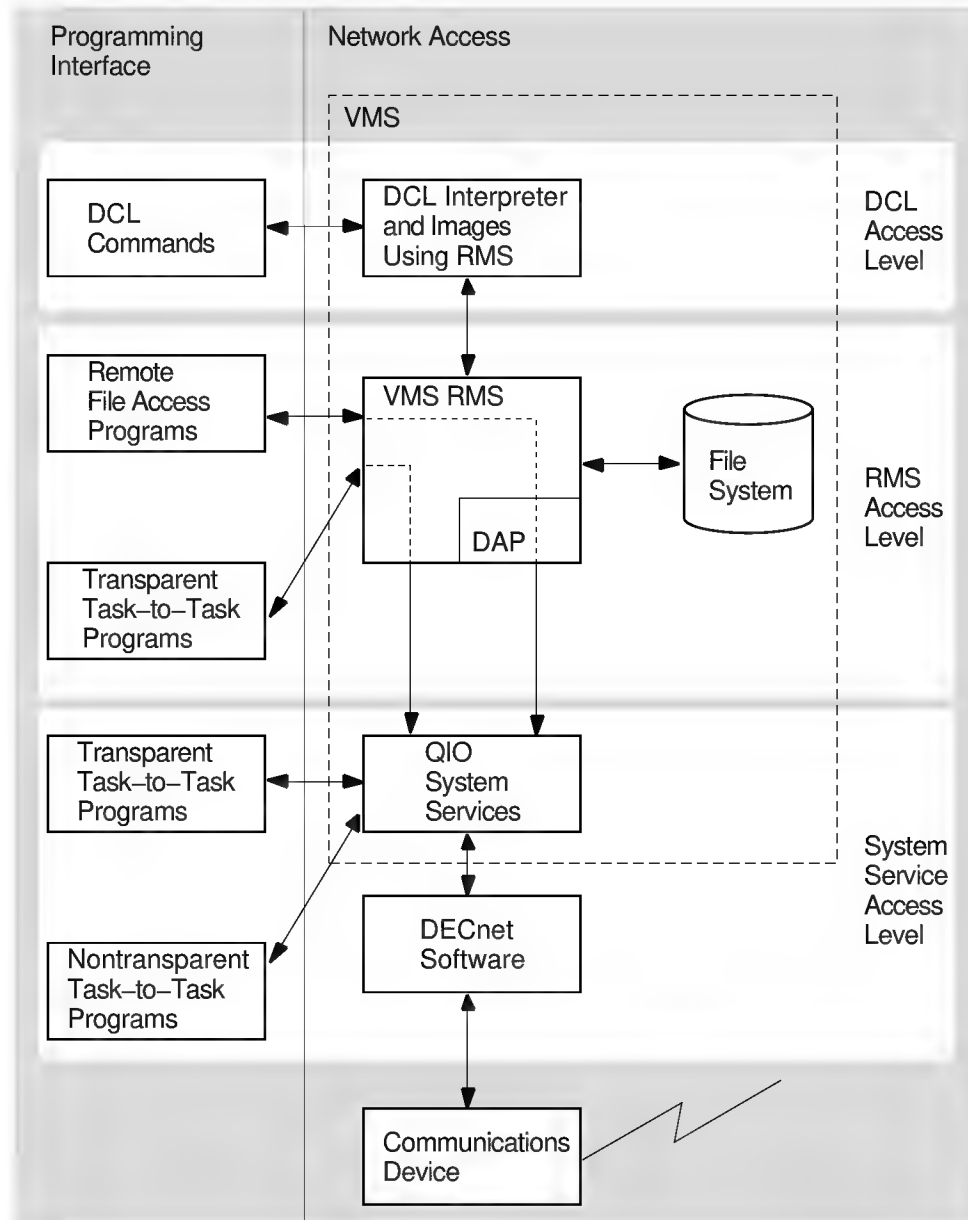 Programming
Interface
Network Access
VMS
DCL
Commands
DCL Interpreter
and Images
Using RMS
DCL
Access
Level
Remote
File Access
Programs
VMS RMS
DAP
File
System
RMS
Access
Level
Transparent
Task–to–Task
Programs
Transparent
Task–to–Task
Programs
QIO
System
Services
System
Service
Access
Level
Nontransparent
Task–to–Task
Programs
DECnet
Software
Communications
Device